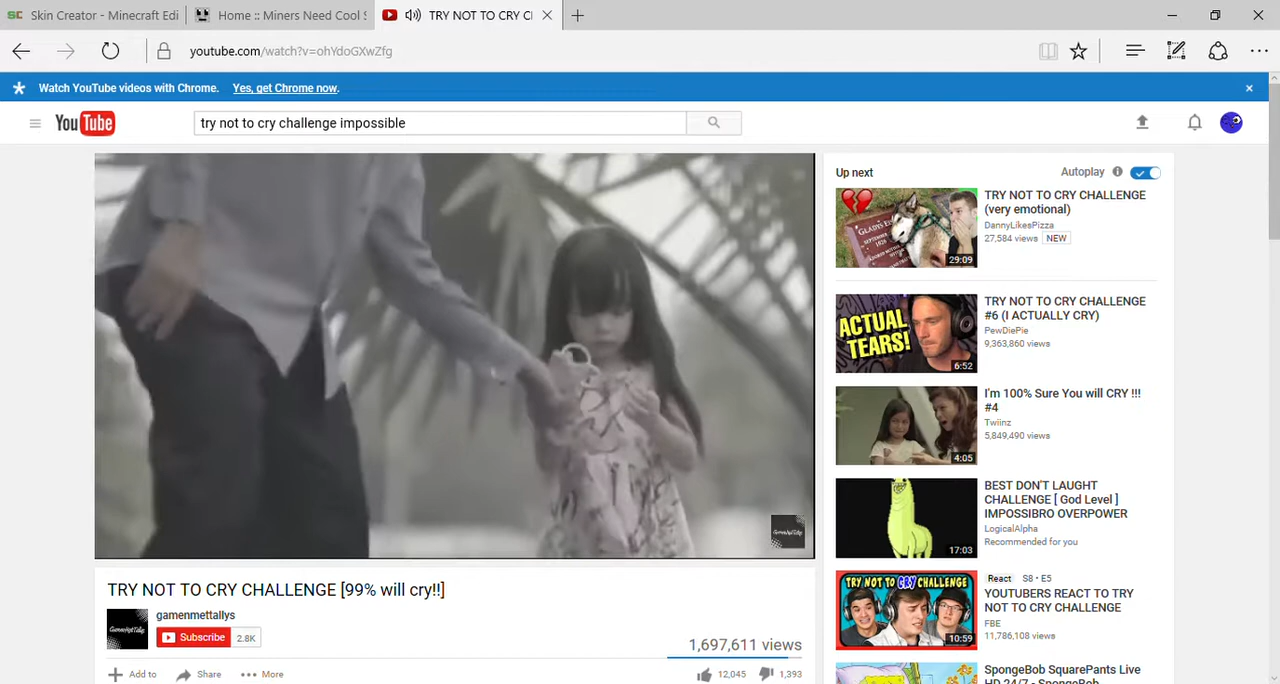 Skin Creator - Minecraft Edi
Home :: Miners Need Cool S
TRY NOT TO CRY C
youtube.com/watch?v=ohYdoGXwZfg
Watch YouTube videos with Chrome. Yes, get Chrome now.
YouTube
try not to cry challenge impossible
Up next
Autoplay
TRY NOT TO CRY CHALLENGE
(very emotional)
DannyLikesPizza
27,584 views NEW
29:09
TRY NOT TO CRY CHALLENGE
#6 (I ACTUALLY CRY)
PewDiePie
9,363,860 views
ACTUAL
TEARS!
6:52
I'm 100% Sure You will CRY !!!
#4
Twiinz
5,849,490 views
4:05
BEST DON'T LAUGHT
CHALLENGE [ God Level ]
IMPOSSIBRO OVERPOWER
LogicalAlpha
Recommended for you
17:03
React S8 • E5
YOUTUBERS REACT TO TRY
NOT TO CRY CHALLENGE
FBE
11,786,108 views
TRY NOT TO CRY CHALLENGE
10:59
SpongeBob SquarePants Live
TRY NOT TO CRY CHALLENGE [99% will cry!!]
gamenmettallys
Subscribe 2.8K
1,697,611 views
Add to Share More
12,045 1,393